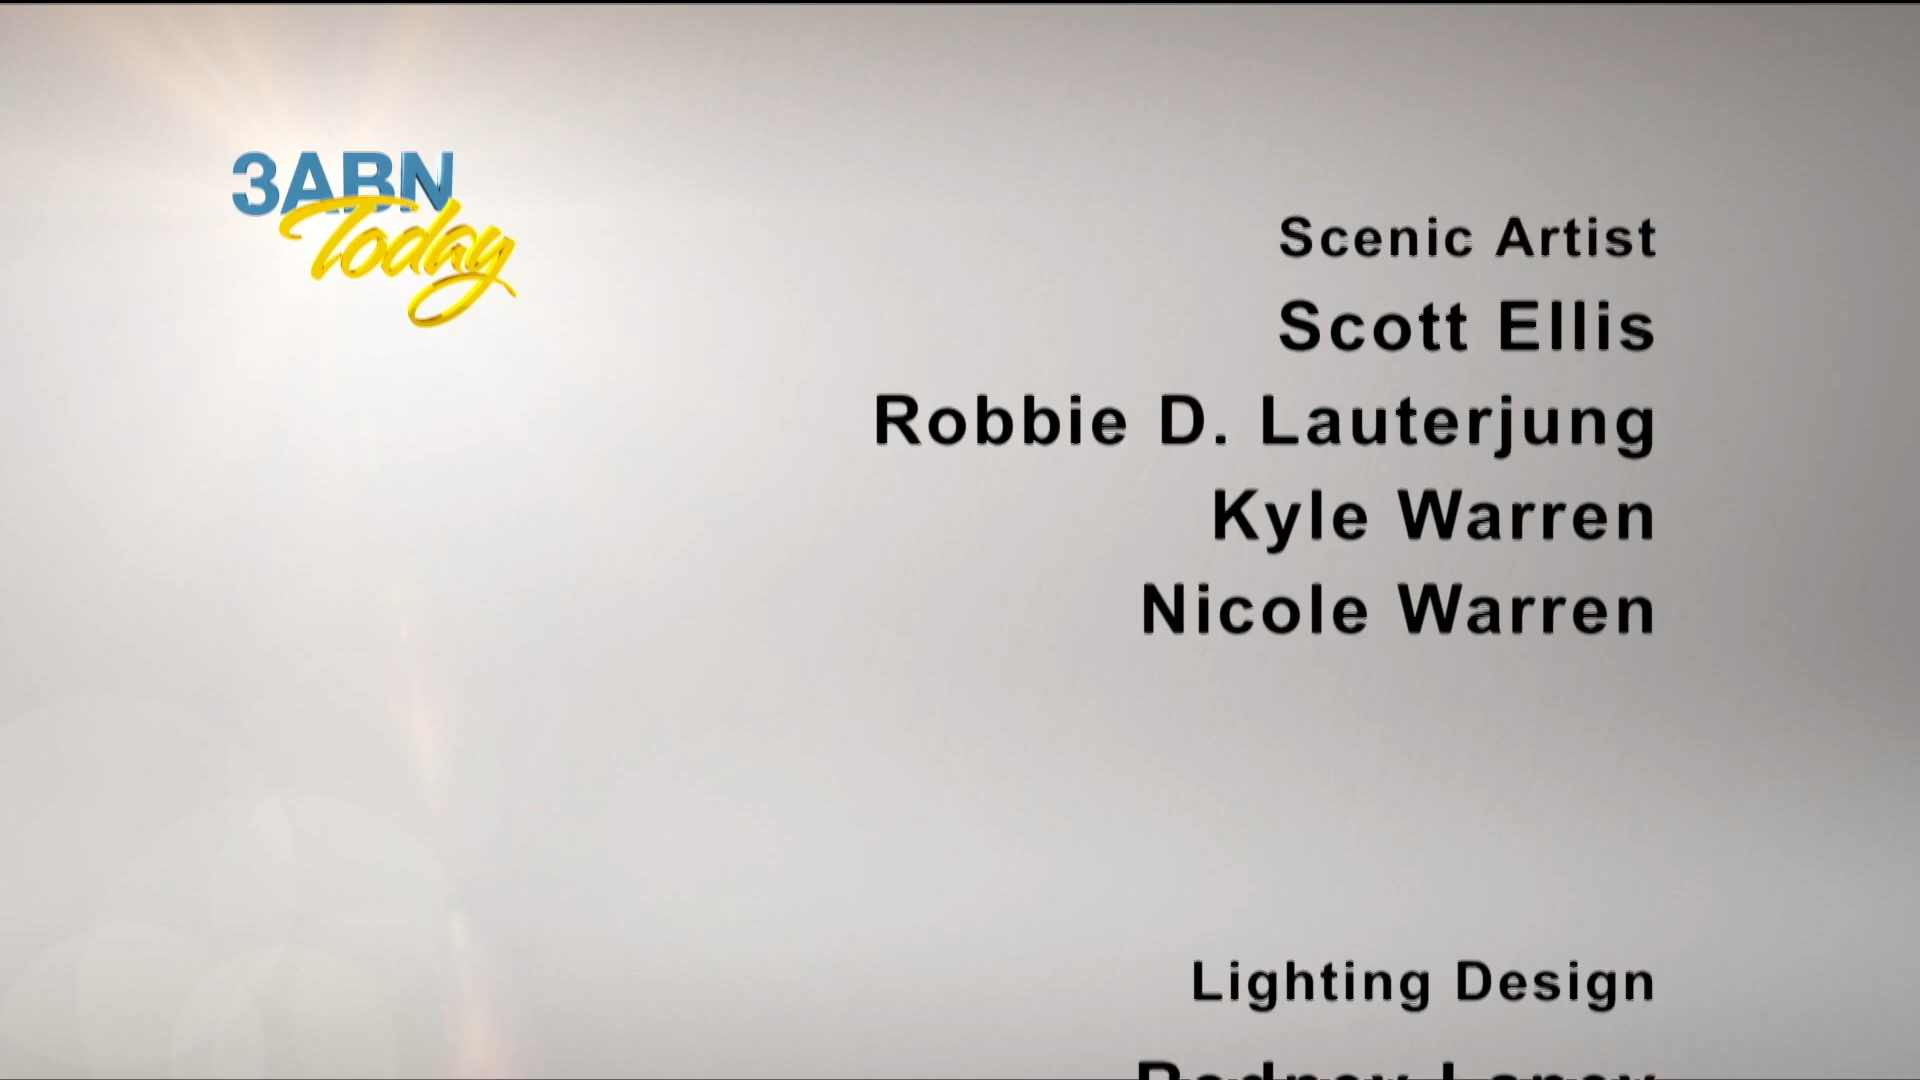 3ABN
Today
Scenic Artist
Scott Ellis
Robbie D. Lauterjung
Kyle Warren
Nicole Warren
Lighting Design